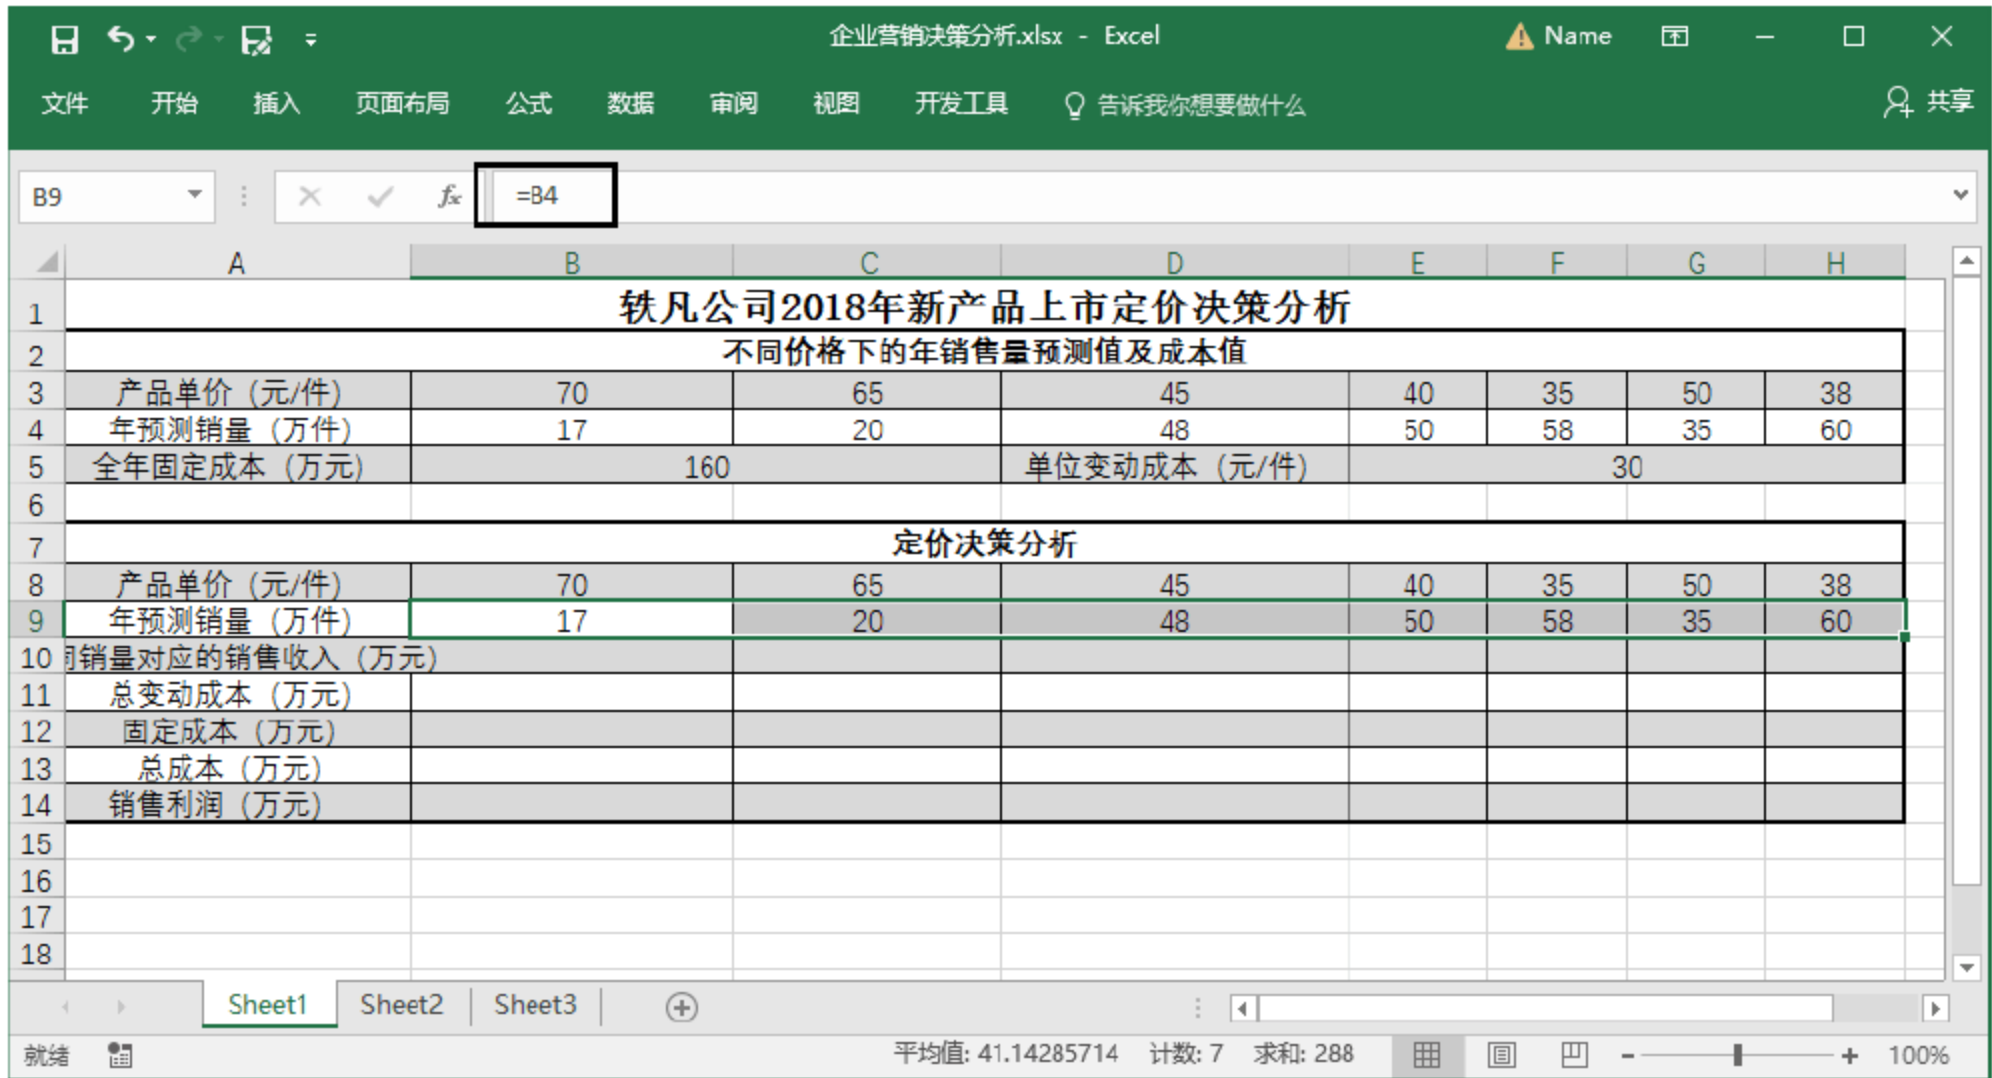 企业营销决策分析.xlsx - Excel Name
文件 开始 插入 页面布局 公式 数据 审阅 视图 开发工具 告诉我你想要做什么 共享
B9 fx =B4
A B C D E F G H
1 轶凡公司2018年新产品上市定价决策分析
2 不同价格下的年销售量预测值及成本值
3 产品单价（元/件） 70 65 45 40 35 50 38
4 年预测销量（万件） 17 20 48 50 58 35 60
5 全年固定成本（万元） 160 单位变动成本（元/件） 30
6
7 定价决策分析
8 产品单价（元/件） 70 65 45 40 35 50 38
9 年预测销量（万件） 17 20 48 50 58 35 60
10 销量对应的销售收入（万元）
11 总变动成本（万元）
12 固定成本（万元）
13 总成本（万元）
14 销售利润（万元）
15
16
17
18
Sheet1 Sheet2 Sheet3
就绪 平均值: 41.14285714 计数: 7 求和: 288 100%